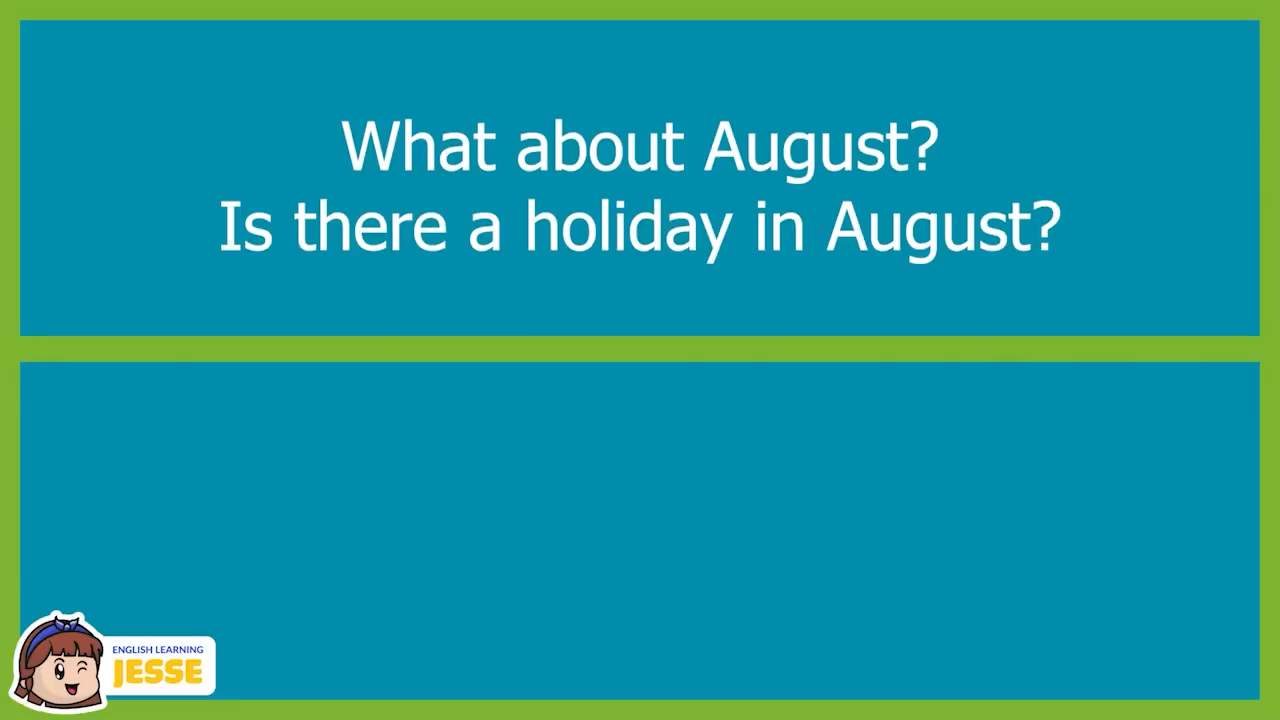 What about August?
Is there a holiday in August?
ENGLISH LEARNING
JESSE